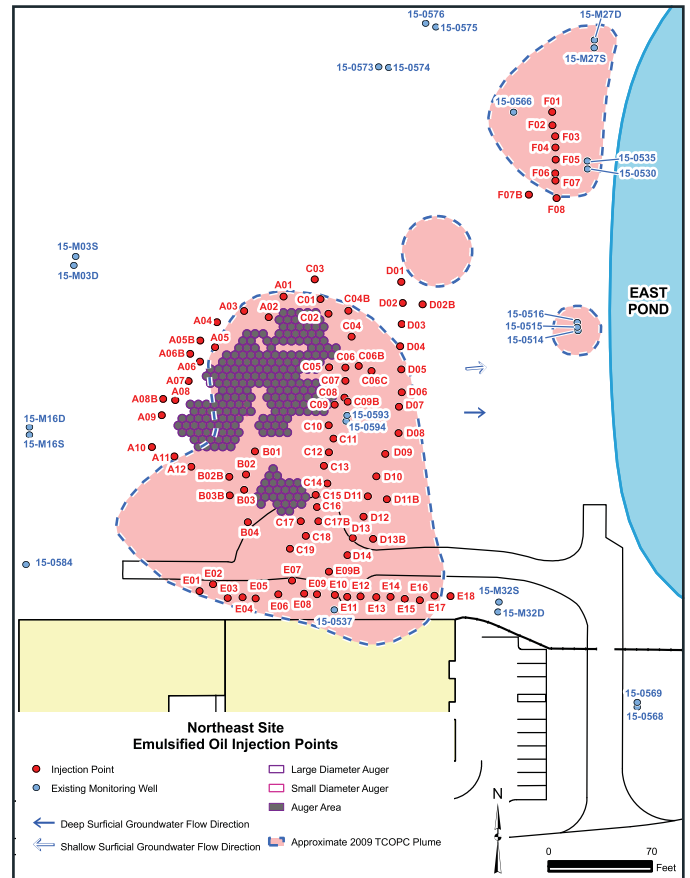 15-0576
15-0575
15-M27D
15-M27S
15-0573
15-0574
15-0566
F01
F02
F03
F04
F05
15-0535
F06
15-0530
F07
F07B
F08
15-M03S
15-M03D
C03
D01
A01
C01
C04B
D02
D02B
A03
A02
C02
EAST
POND
A04
D03
15-0516
15-0515
15-0514
A05B
A05
C04
D04
A06B
A06
C05
C06
C06B
D05
A07
C07
C06C
A08B
A08
C08
D06
C09
C09B
D07
A09
15-0593
15-M16D
C10
15-0594
15-M16S
C11
D08
A10
A11
B01
C12
D09
A12
B02
C13
B02B
D10
C14
B03B
B03
C15
D11
D11B
C16
B04
C17
C17B
D12
D13
C18
D13B
C19
D14
15-0584
E07
E09B
E01
E02
E03
E05
E09
E10
E12
E14
E16
E18
15-M32S
E04
E06
E08
E11
E13
E15
E17
15-M32D
15-0537
15-0569
15-0568
Northeast Site
Emulsified Oil Injection Points
Injection Point
Existing Monitoring Well
Deep Surficial Groundwater Flow Direction
Shallow Surficial Groundwater Flow Direction
Large Diameter Auger
Small Diameter Auger
Auger Area
Approximate 2009 TCOPC Plume
N
0
70
Feet